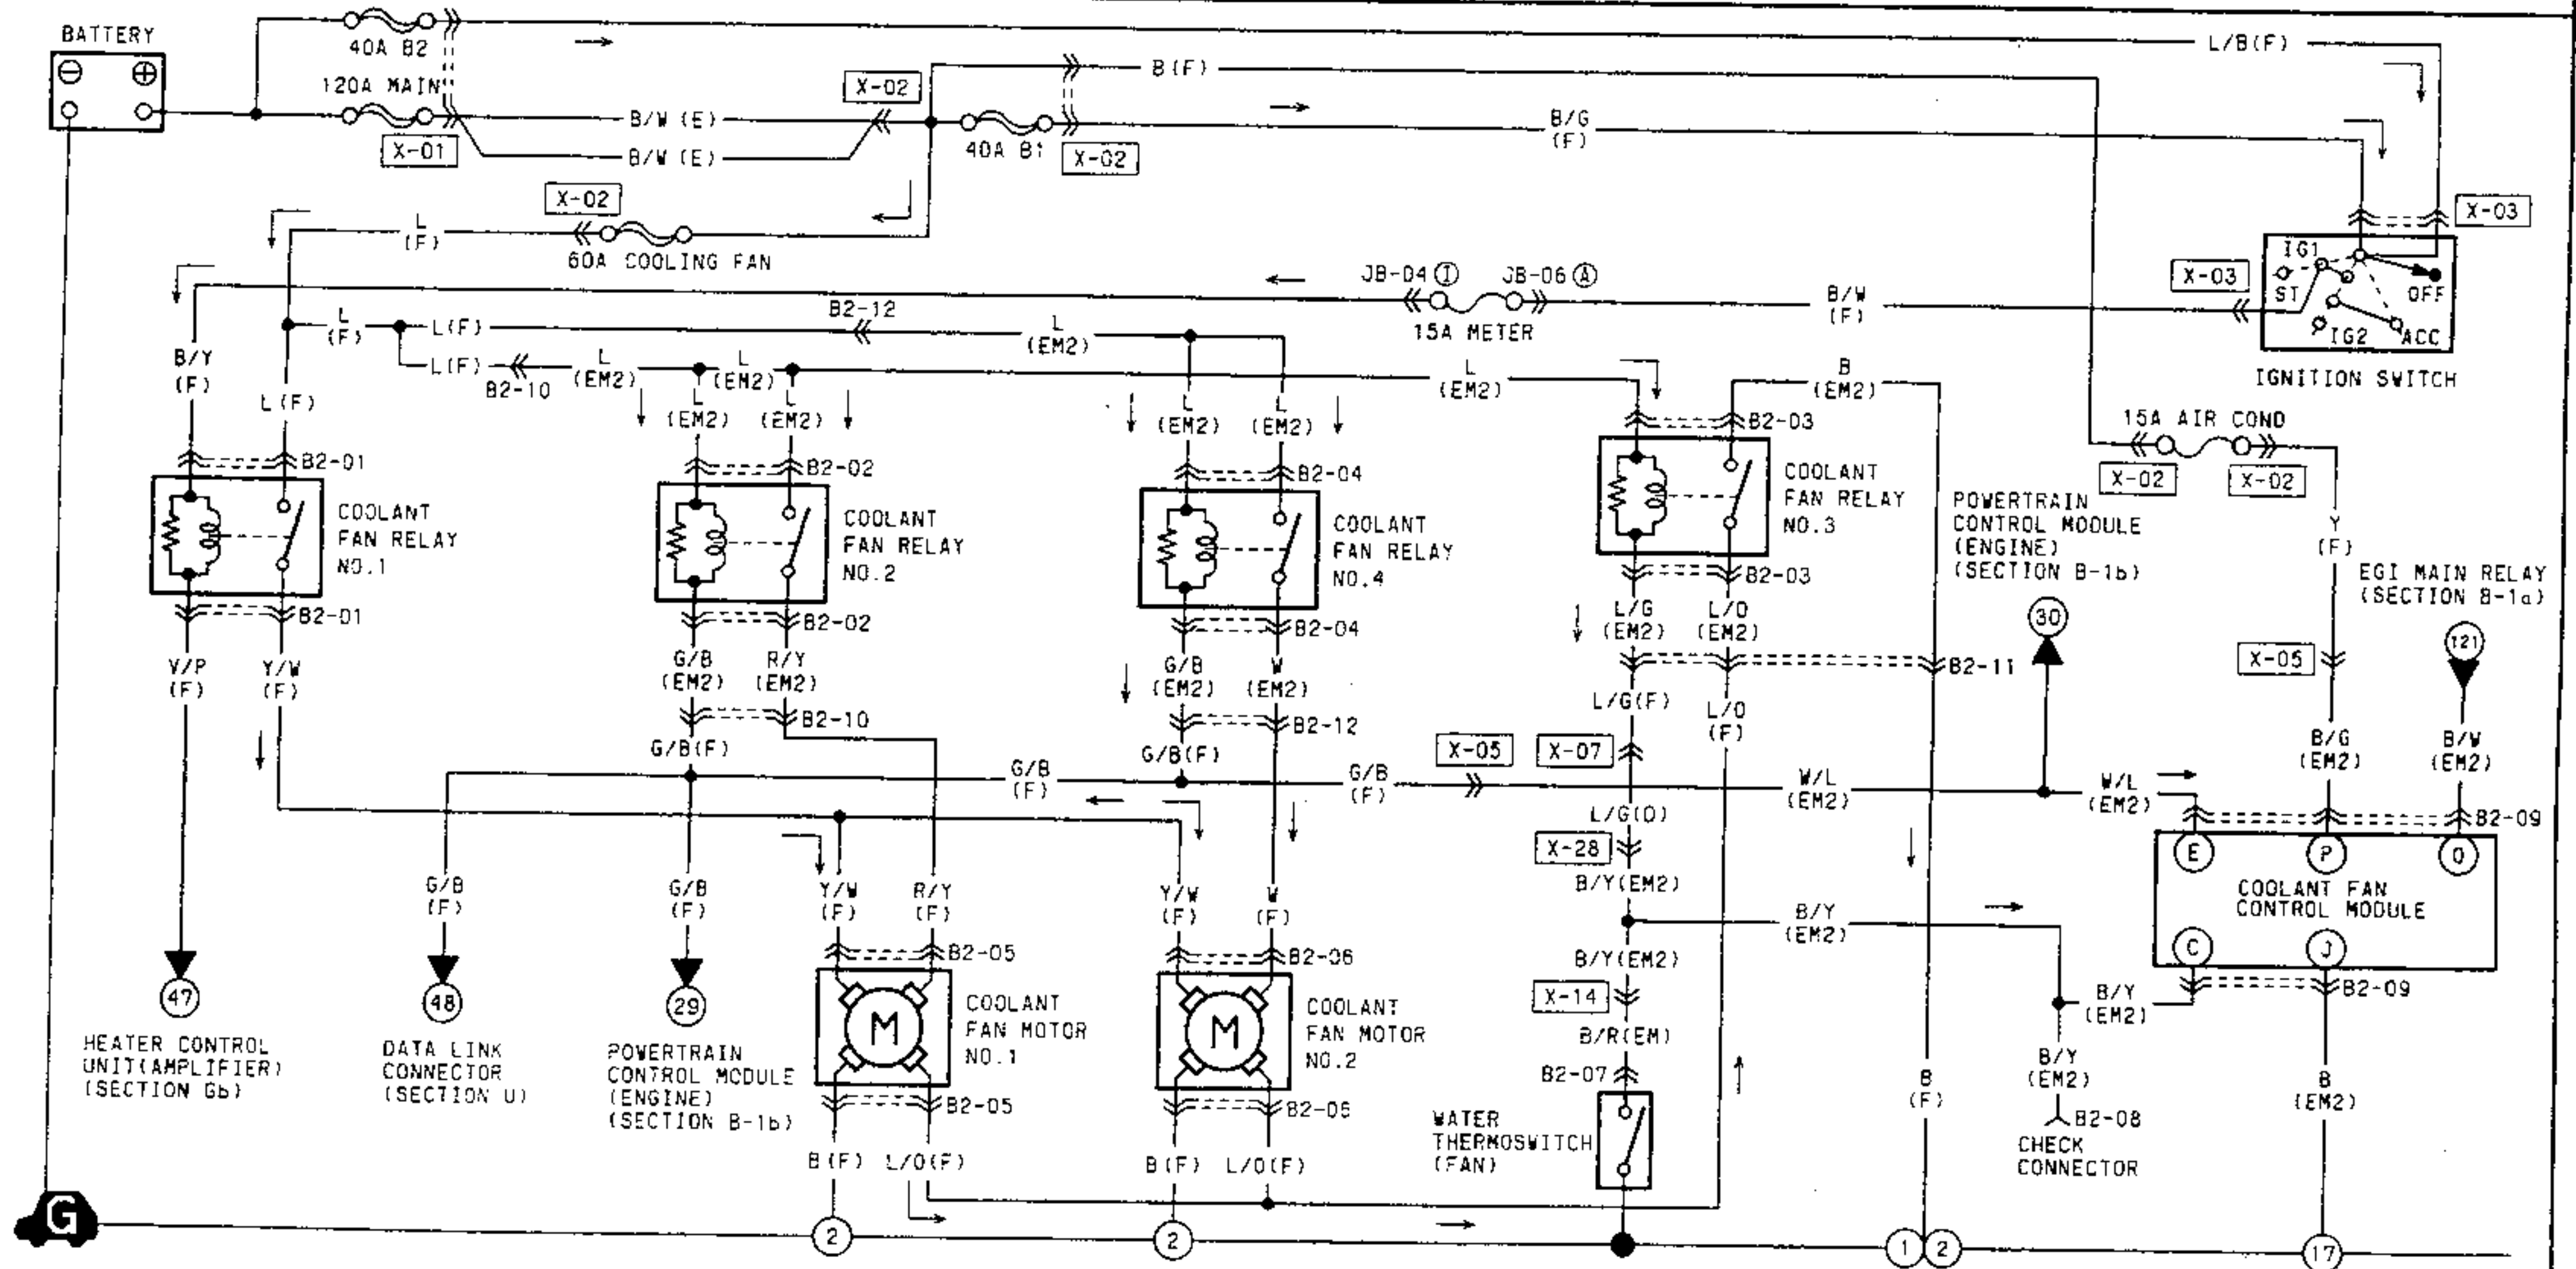 BATTERY
40A B2
120A MAIN
X-01
B/W (E)
B/W (E)
X-02
B(F)
L/B(F)
40A B1
X-02
B/G
(F)
X-02
60A COOLING FAN
L
(F)
X-03
X-03
IG1
ST
OFF
IG2
ACC
IGNITION SWITCH
JB-04 I
JB-06 A
15A METER
B/W
(F)
B/Y
(F)
L(F)
L
(F)
L(F)
B2-12
L
(EM2)
L(F)
B2-10
L
(EM2)
L
(EM2)
L
(EM2)
L
(EM2)
L
(EM2)
L
(EM2)
L
(EM2)
B
(EM2)
15A AIR COND
X-02
X-02
B2-01
COOLANT
FAN RELAY
NO.1
B2-01
B2-02
COOLANT
FAN RELAY
NO.2
B2-02
B2-04
COOLANT
FAN RELAY
NO.4
B2-04
B2-03
COOLANT
FAN RELAY
NO.3
B2-03
POWERTRAIN
CONTROL MODULE
(ENGINE)
(SECTION B-1b)
30
Y
(F)
EGI MAIN RELAY
(SECTION B-1a)
121
X-05
V/P
(F)
Y/W
(F)
G/B
(EM2)
R/Y
(EM2)
B2-10
G/B(F)
G/B
(EM2)
W
(EM2)
B2-12
G/B(F)
L/G
(EM2)
L/O
(EM2)
B2-11
L/G(F)
L/O
(F)
X-05
X-07
G/B
(F)
G/B
(F)
W/L
(EM2)
W/L
(EM2)
B/G
(EM2)
B/W
(EM2)
B2-09
L/G(O)
X-28
B/Y(EM2)
B/Y
(EM2)
B/Y(EM2)
X-14
B/R(EM)
B2-07
E
P
O
COOLANT FAN
CONTROL MODULE
C
J
B2-09
B/Y
(EM2)
B/Y
(EM2)
B2-08
CHECK
CONNECTOR
B
(EM2)
B
(F)
G/B
(F)
G/B
(F)
Y/W
(F)
R/Y
(F)
Y/W
(F)
W
(F)
47
HEATER CONTROL
UNIT(AMPLIFIER)
(SECTION Gb)
48
DATA LINK
CONNECTOR
(SECTION U)
29
POWERTRAIN
CONTROL MODULE
(ENGINE)
(SECTION B-1b)
B2-05
M
COOLANT
FAN MOTOR
NO.1
B2-05
B2-06
M
COOLANT
FAN MOTOR
NO.2
B2-06
WATER
THERMOSWITCH
(FAN)
B(F)
L/O(F)
B(F)
L/O(F)
G
2
2
1
2
17